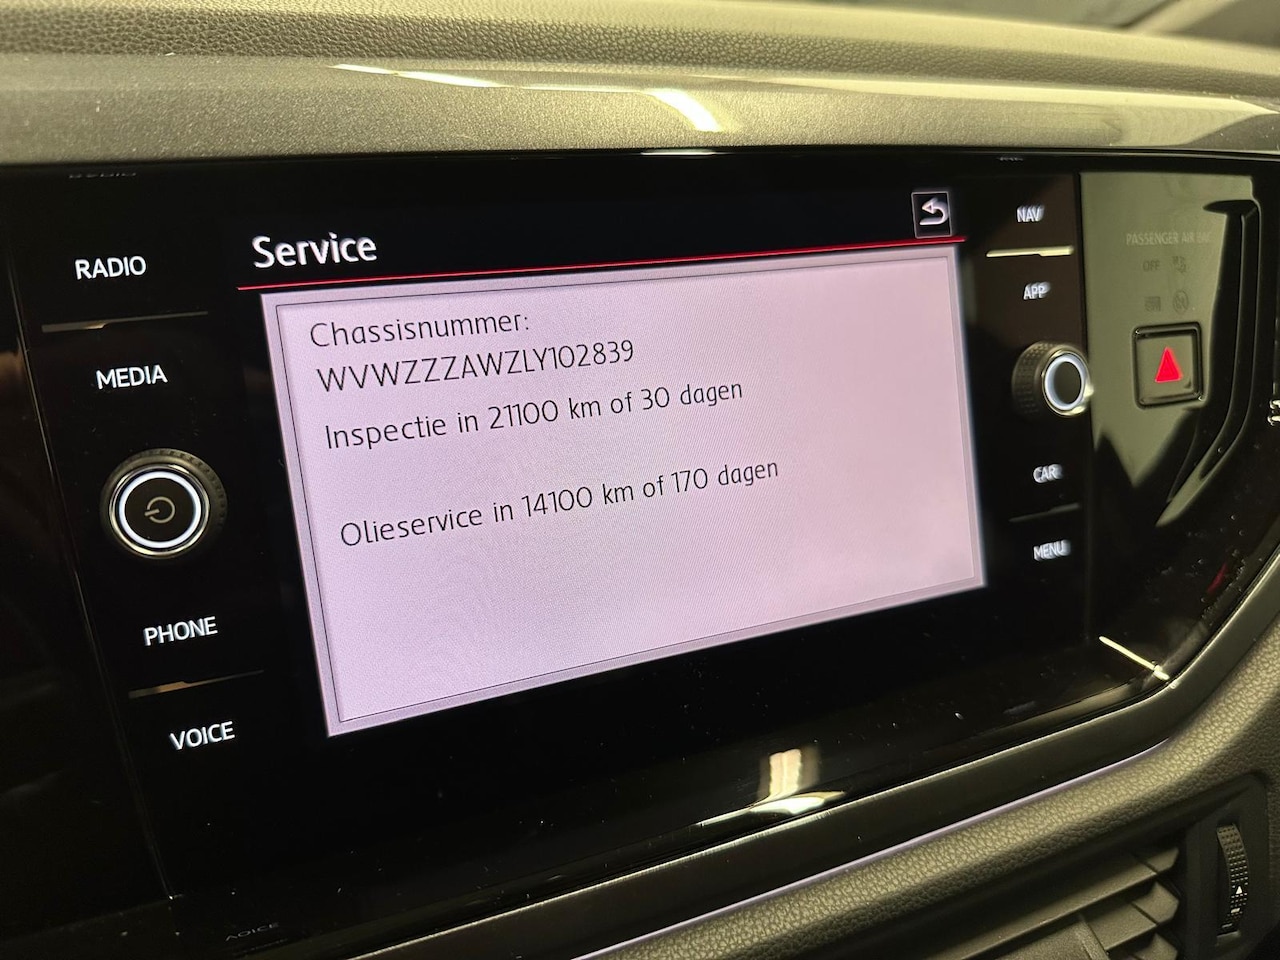 Service
Chassisnummer:
WVWZZZAWZLY102839
Inspectie in 21100 km of 30 dagen
Olieservice in 14100 km of 170 dagen
RADIO
MEDIA
PHONE
VOICE
NAV
APP
CAR
MENU
PASSENGER AIR BAG
OFF